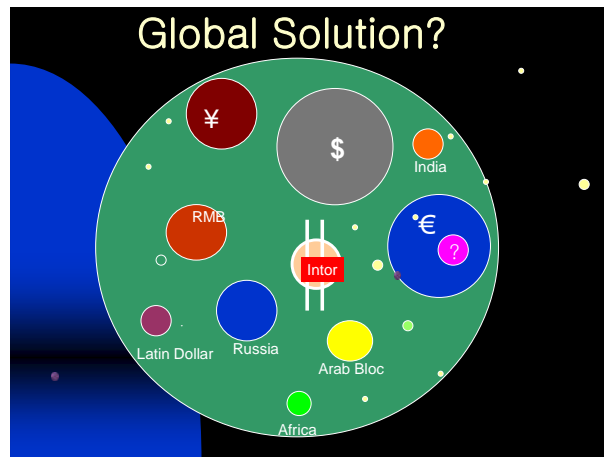 Global Solution?
¥
$
India
RMB
€
?
Intor
Russia
Latin Dollar
Arab Bloc
Africa